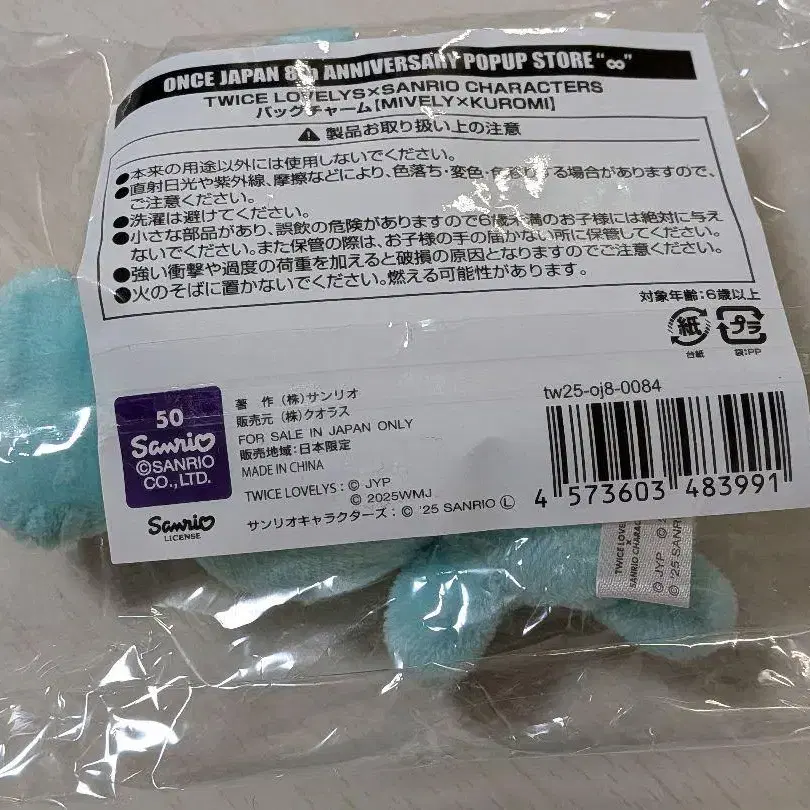 ONCE JAPAN 8th ANNIVERSARY POPUP STORE "∞"
TWICE LOVELYS×SANRIO CHARACTERS
バッグチャーム【MIVELY×KUROMI】
⚠ 製品お取り扱い上の注意
●本来の用途以外には使用しないでください。
●直射日光や紫外線、摩擦などにより、色落ち・変色・色移りする場合がありますので、
ご注意ください。
●洗濯は避けてください。
●小さな部品があり、誤飲の危険がありますので6歳未満のお子様には絶対に与え
ないでください。また保管の際は、お子様の手の届かない所に保管してください。
●強い衝撃や過度の荷重を加えると破損の原因となりますのでご注意ください。
●火のそばに置かないでください。燃える可能性があります。
対象年齢:6歳以上
紙 プラ
台紙 袋:PP
50
Sanrio
©SANRIO
CO.,LTD.
Sanrio
LICENSE
著 作 (株)サンリオ
販売元 (株)クオラス
FOR SALE IN JAPAN ONLY
販売地域:日本限定
MADE IN CHINA
TWICE LOVELYS:© JYP
© 2025WMJ
サンリオキャラクターズ:© '25 SANRIO Ⓛ
tw25-oj8-0084
4 573603 483991
TWICE LOVELYS
×
SANRIO CHARAC
© JYP ©
© '25 SANRIO